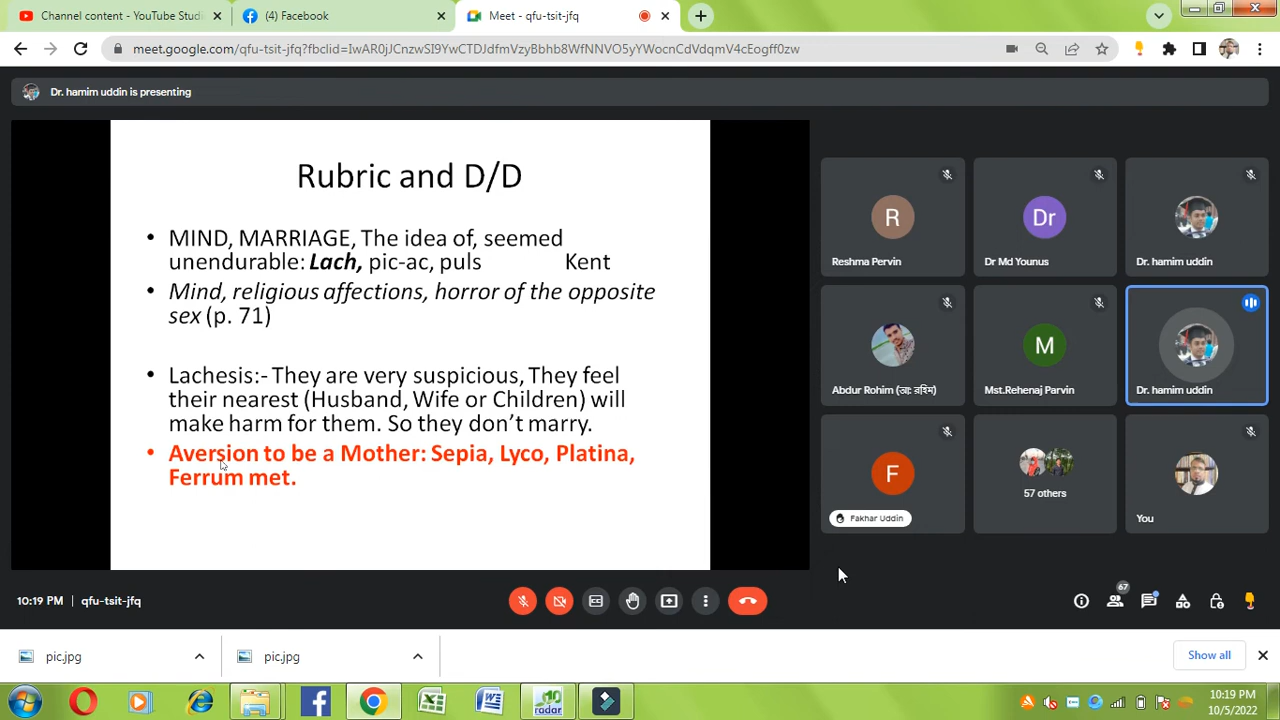 Channel content - YouTube Studi
(4) Facebook
Meet - qfu-tsit-jfq
meet.google.com/qfu-tsit-jfq?fbclid=IwAR0jJCnzwSI9YwCTDJdfmVzyBbhb8WfNNVO5yYWocnCdVdqmV4cEogff0zw
Dr. hamim uddin is presenting
Rubric and D/D
• MIND, MARRIAGE, The idea of, seemed
unendurable: Lach, pic-ac, puls Kent
• Mind, religious affections, horror of the opposite
sex (p. 71)
• Lachesis:- They are very suspicious, They feel
their nearest (Husband, Wife or Children) will
make harm for them. So they don’t marry.
• Aversion to be a Mother: Sepia, Lyco, Platina,
Ferrum met.
R
Reshma Pervin
Dr
Dr Md Younus
Dr. hamim uddin
Abdur Rohim (ডাঃ রহিম)
M
Mst.Rehenaj Parvin
Dr. hamim uddin
F
Fakhar Uddin
57 others
You
10:19 PM | qfu-tsit-jfq
67
pic.jpg
pic.jpg
Show all
10
radar
10:19 PM
10/5/2022